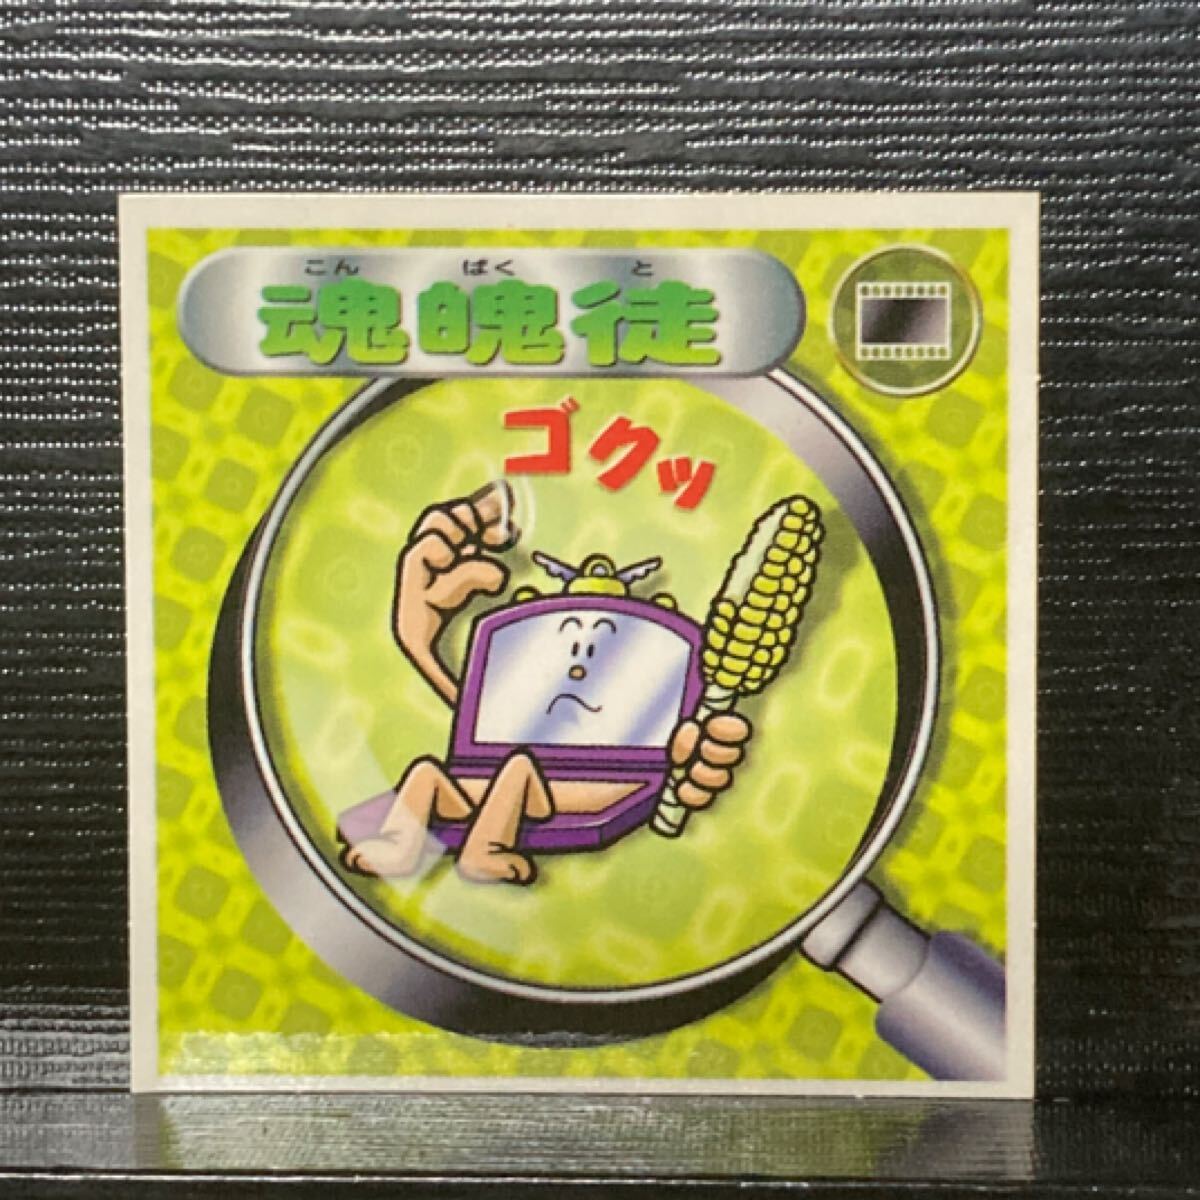 こん ぱく と
魂魄徒
ゴクッ